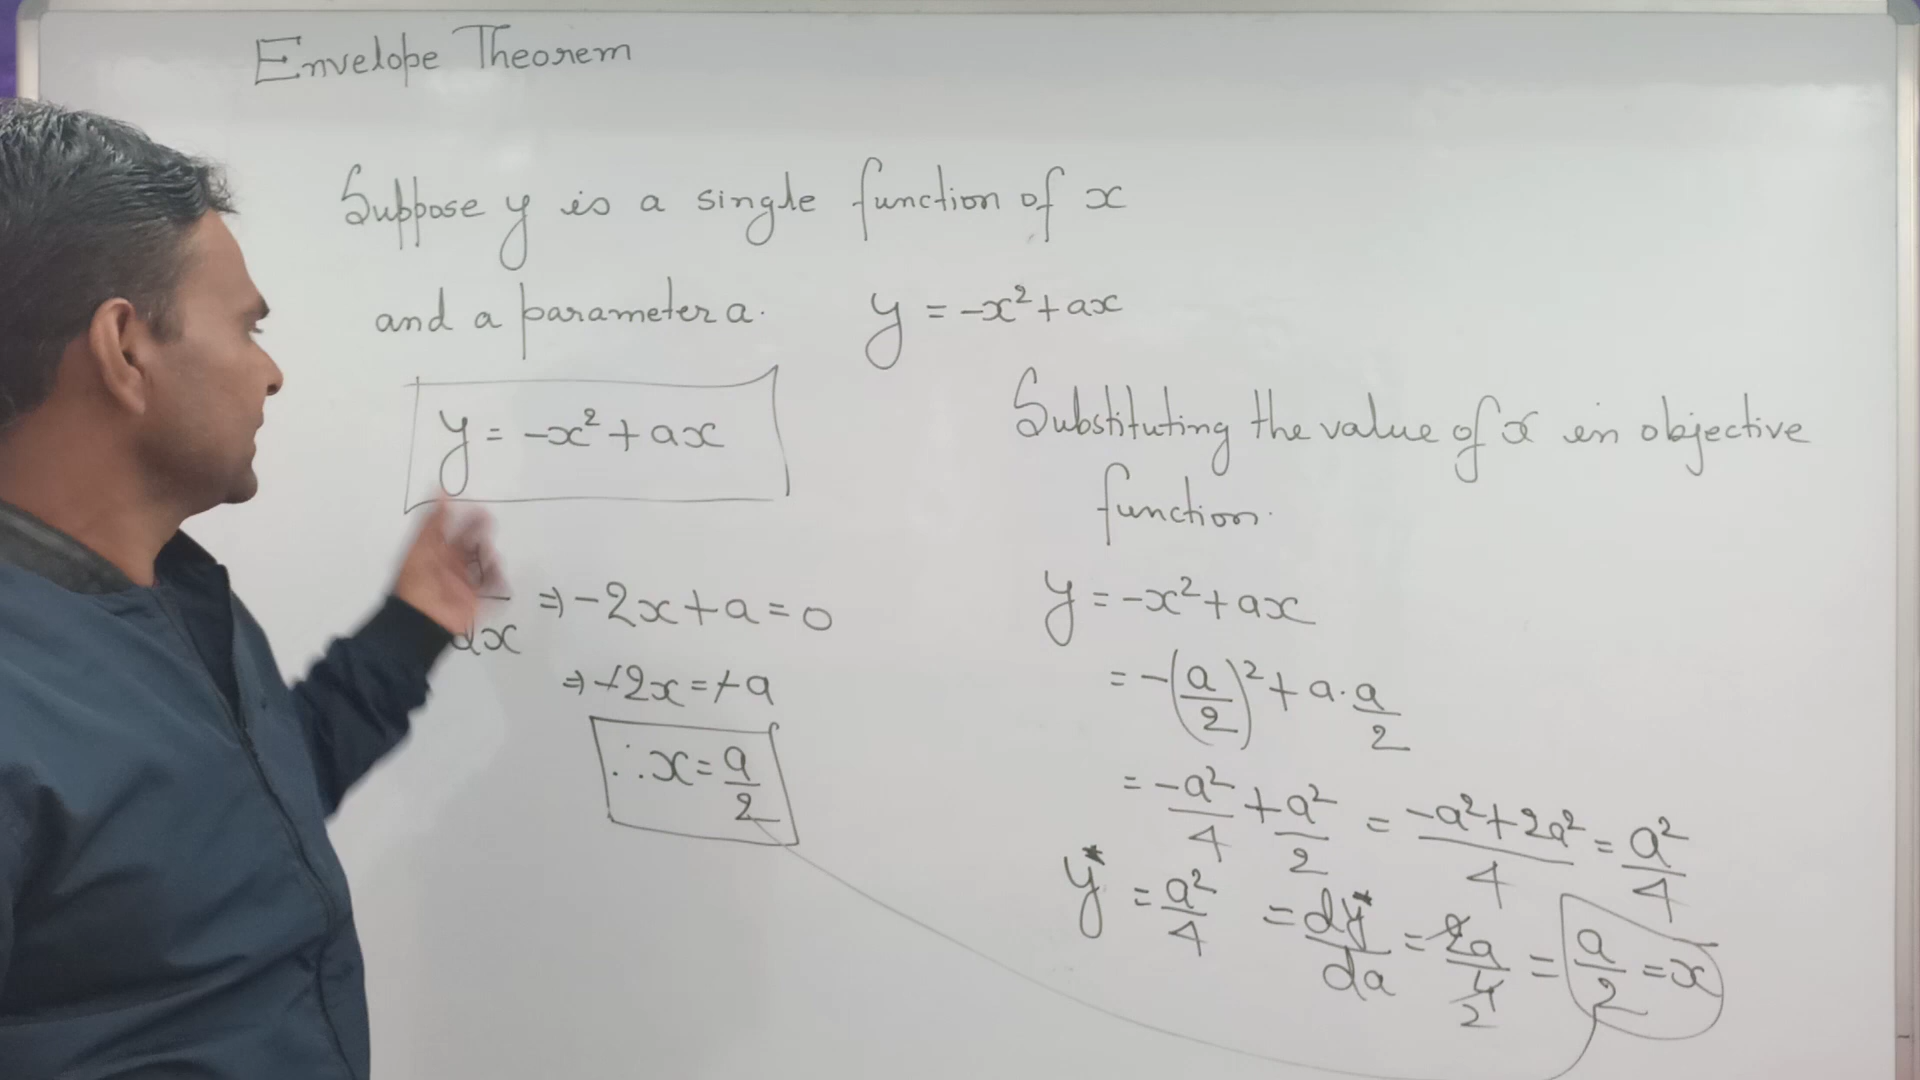 Envelope Theorem
Suppose y is a single function of x
and a parameter a.
y = -x² + ax
⇒ -2x + a = 0
dx
⇒ -2x = -a
∴ x = a/2
y = -x² + ax
Substituting the value of x in objective
function.
y = -x² + ax
= -(a/2)² + a · a/2
= -a²/4 + a²/2 = -a²+2a²/4 = a²/4
y* = a²/4 = dy*/da = 2a/4 2 = a/2 = x